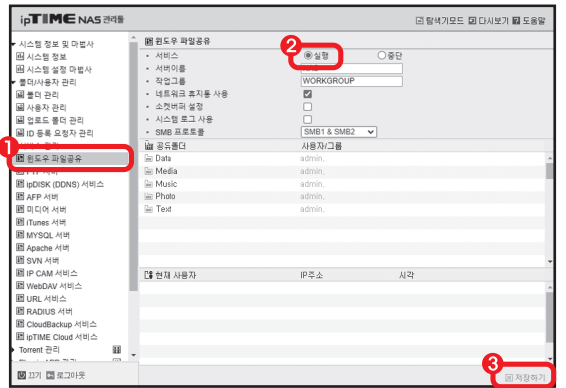 ipTIME NAS 관리툴
탐색기모드 다시보기 도움말
시스템 정보 및 마법사
시스템 정보
시스템 설정 마법사
폴더/사용자 관리
폴더 관리
사용자 관리
업로드 폴더 관리
ID 등록 요청자 관리
1
윈도우 파일공유
ipDISK (DDNS) 서비스
AFP 서버
미디어 서버
iTunes 서버
MYSQL 서버
Apache 서버
SVN 서버
IP CAM 서비스
WebDAV 서비스
URL 서비스
RADIUS 서버
CloudBackup 서비스
ipTIME Cloud 서비스
Torrent 관리
끄기 로그아웃
윈도우 파일공유
2
서비스 실행 중단
서버이름
작업그룹 WORKGROUP
네트워크 휴지통 사용
소켓버퍼 설정
시스템 로그 사용
SMB 프로토콜 SMB1 & SMB2
공유폴더 사용자/그룹
Data admin,
Media admin,
Music admin,
Photo admin,
Text admin,
현재 사용자 IP주소 시각
3
저장하기